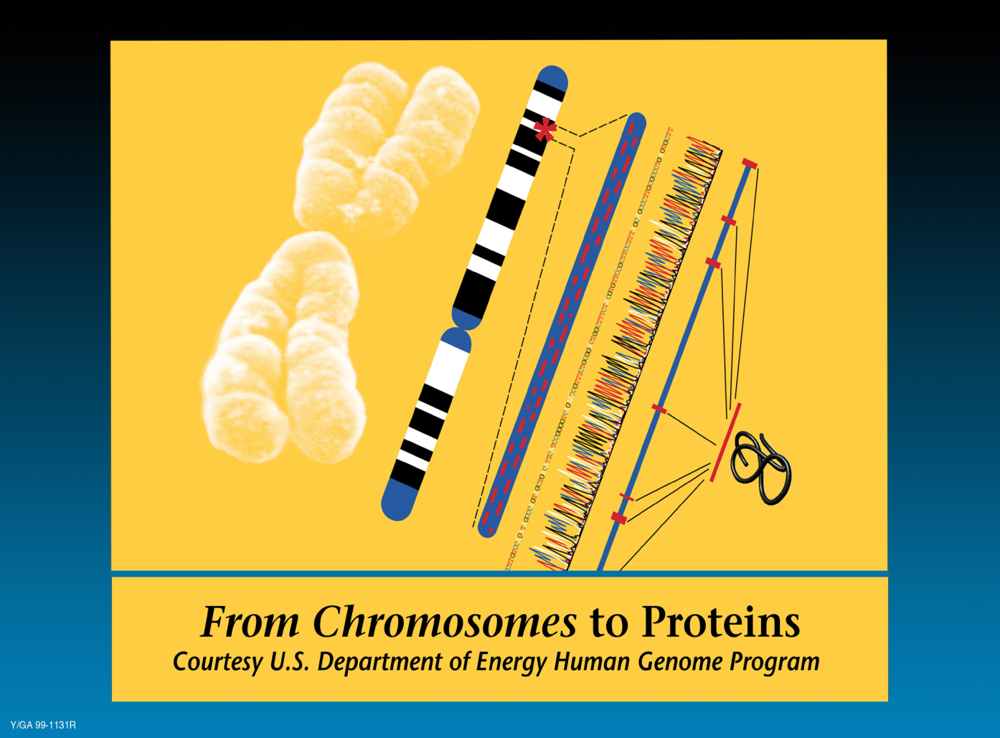 From Chromosomes to Proteins
Courtesy U.S. Department of Energy Human Genome Program
Y/GA 99-1131R